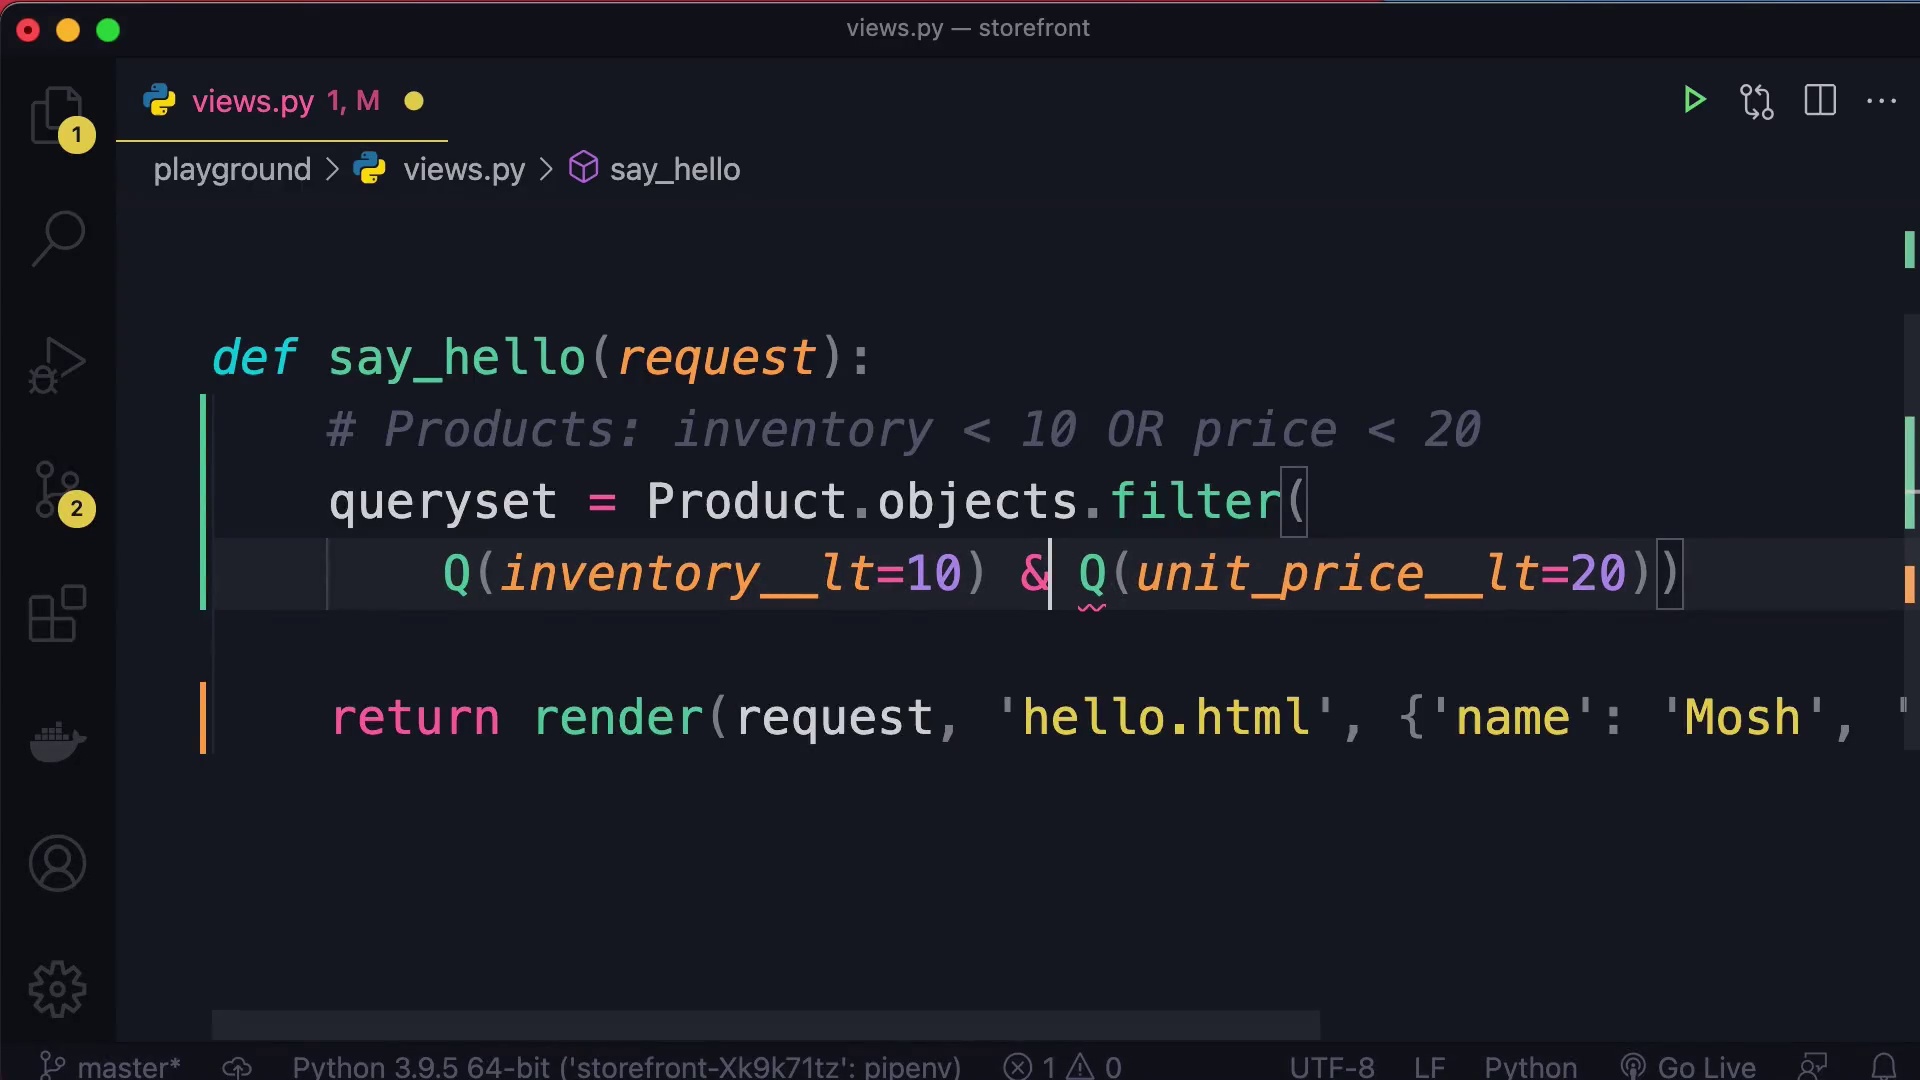 views.py — storefront
views.py 1, M
1
playground > views.py > say_hello
def say_hello(request):
# Products: inventory < 10 OR price < 20
queryset = Product.objects.filter(
Q(inventory__lt=10) & Q(unit_price__lt=20))
2
return render(request, 'hello.html', {'name': 'Mosh', '
master* Python 3.9.5 64-bit ('storefront-Xk9k71tz': pipenv) 1 0 UTF-8 LF Python Go Live